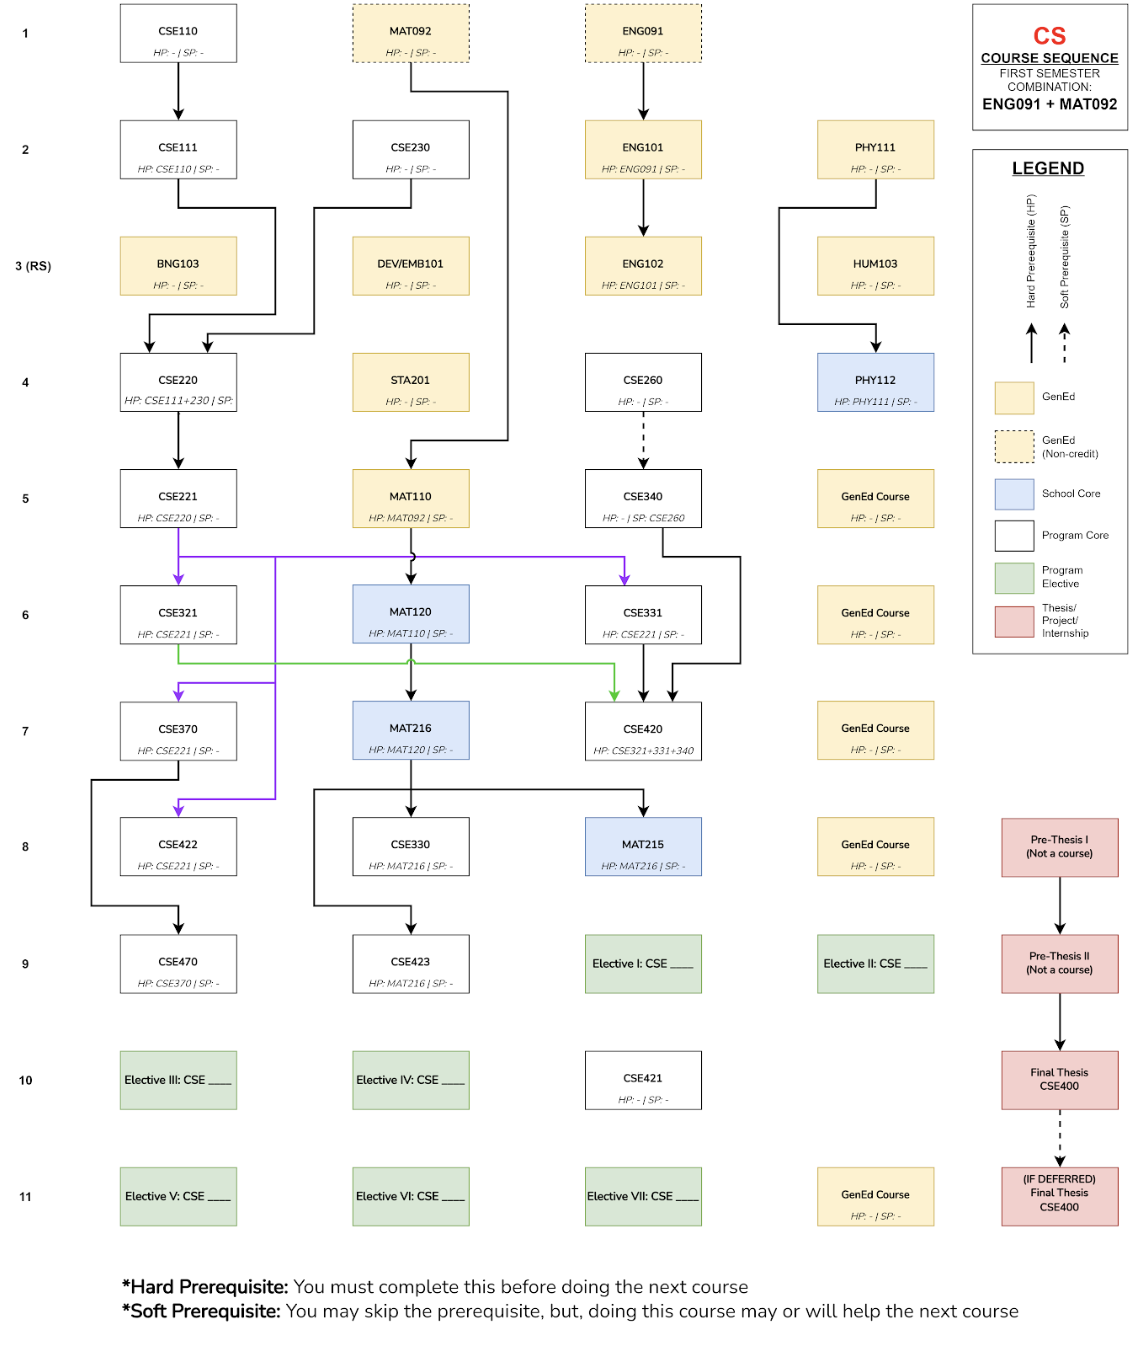 1
CSE110
HP: - | SP: -
MAT092
HP: - | SP: -
ENG091
HP: - | SP: -
CS
COURSE SEQUENCE
FIRST SEMESTER
COMBINATION:
ENG091 + MAT092
2
CSE111
HP: CSE110 | SP: -
CSE230
HP: - | SP: -
ENG101
HP: ENG091 | SP: -
PHY111
HP: - | SP: -
LEGEND
Hard Prereequisite (HP)
Soft Prerequisite (SP)
GenEd
GenEd
(Non-credit)
School Core
Program Core
Program
Elective
Thesis/
Project/
Internship
3 (RS)
BNG103
HP: - | SP: -
DEV/EMB101
HP: - | SP: -
ENG102
HP: ENG101 | SP: -
HUM103
HP: - | SP: -
4
CSE220
HP: CSE111+230 | SP:
STA201
HP: - | SP: -
CSE260
HP: - | SP: -
PHY112
HP: PHY111 | SP: -
5
CSE221
HP: CSE220 | SP: -
MAT110
HP: MAT092 | SP: -
CSE340
HP: - | SP: CSE260
GenEd Course
HP: - | SP: -
6
CSE321
HP: CSE221 | SP: -
MAT120
HP: MAT110 | SP: -
CSE331
HP: CSE221 | SP: -
GenEd Course
HP: - | SP: -
7
CSE370
HP: CSE221 | SP: -
MAT216
HP: MAT120 | SP: -
CSE420
HP: CSE321+331+340
GenEd Course
HP: - | SP: -
8
CSE422
HP: CSE221 | SP: -
CSE330
HP: MAT216 | SP: -
MAT215
HP: MAT216 | SP: -
GenEd Course
HP: - | SP: -
Pre-Thesis I
(Not a course)
9
CSE470
HP: CSE370 | SP: -
CSE423
HP: MAT216 | SP: -
Elective I: CSE ____
Elective II: CSE ____
Pre-Thesis II
(Not a course)
10
Elective III: CSE ____
Elective IV: CSE ____
CSE421
HP: - | SP: -
Final Thesis
CSE400
11
Elective V: CSE ____
Elective VI: CSE ____
Elective VII: CSE ____
GenEd Course
HP: - | SP: -
(IF DEFERRED)
Final Thesis
CSE400
*Hard Prerequisite: You must complete this before doing the next course
*Soft Prerequisite: You may skip the prerequisite, but, doing this course may or will help the next course